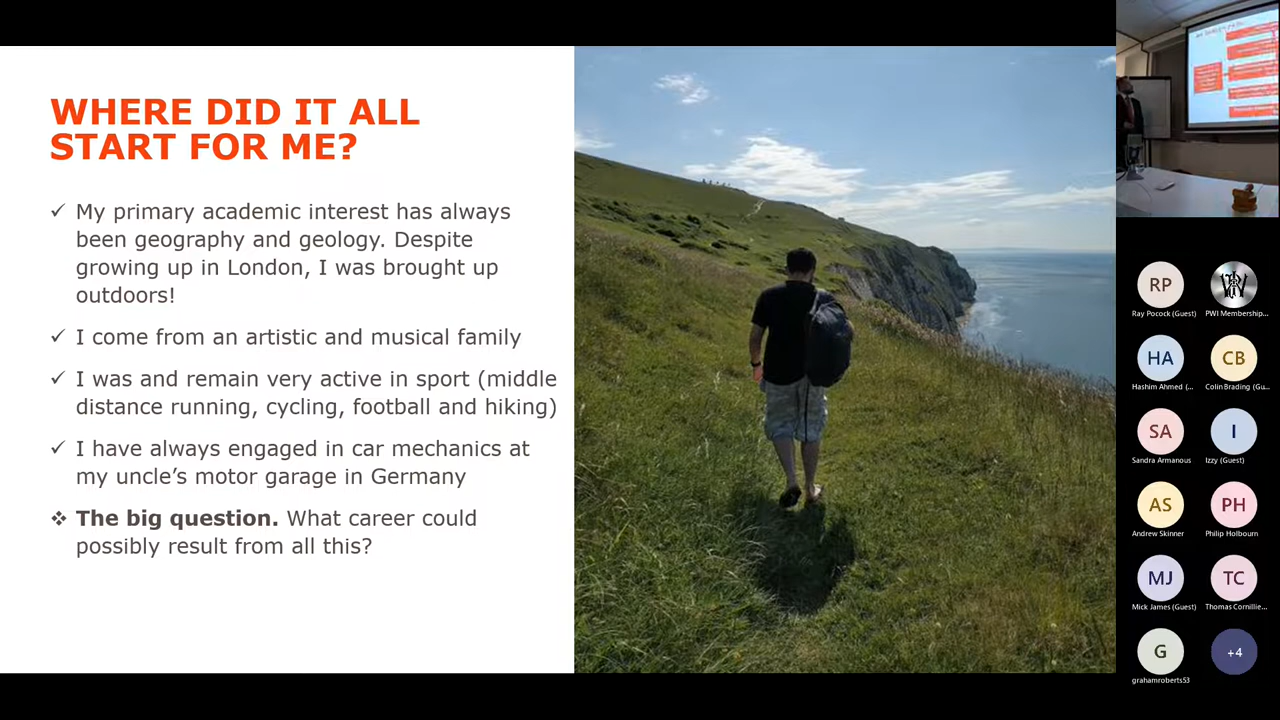 WHERE DID IT ALL
START FOR ME?
✓ My primary academic interest has always
been geography and geology. Despite
growing up in London, I was brought up
outdoors!
✓ I come from an artistic and musical family
✓ I was and remain very active in sport (middle
distance running, cycling, football and hiking)
✓ I have always engaged in car mechanics at
my uncle’s motor garage in Germany
❖ The big question. What career could
possibly result from all this?
RP
Ray Pocock (Guest)
PWI Membership...
HA
Hashim Ahmed (...
CB
Colin Brading (Gu...
SA
Sandra Armanous
I
Izzy (Guest)
AS
Andrew Skinner
PH
Philip Holbourn
MJ
Mick James (Guest)
TC
Thomas Cornillie...
G
grahamroberts53
+4